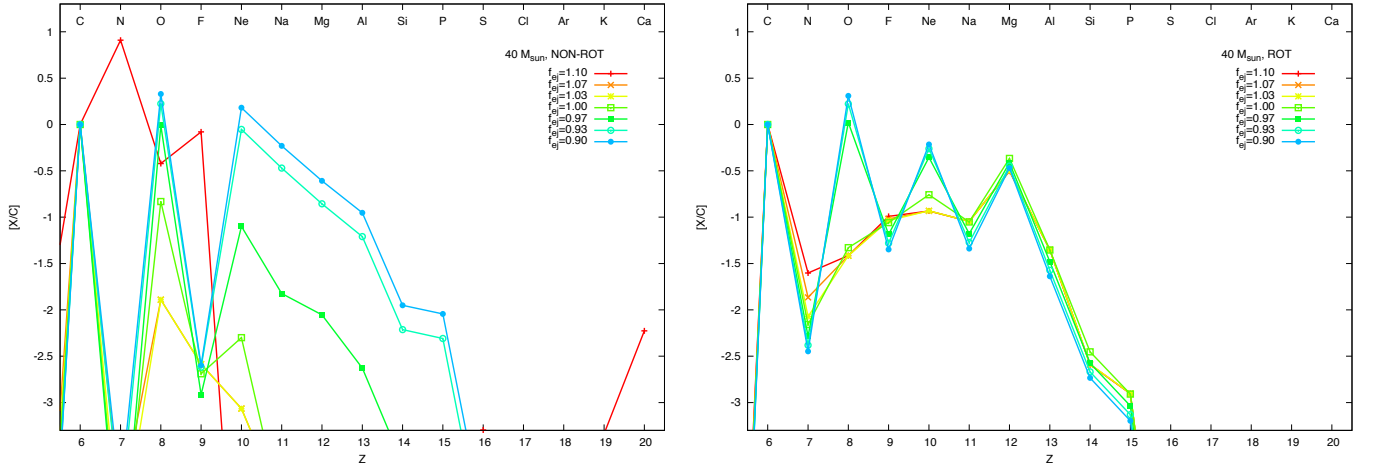 C N O F Ne Na Mg Al Si P S Cl Ar K Ca
40 M_sun, NON-ROT
f_ej=1.10
f_ej=1.07
f_ej=1.03
f_ej=1.00
f_ej=0.97
f_ej=0.93
f_ej=0.90
1
0.5
0
-0.5
-1
-1.5
-2
-2.5
-3
[X/C]
6 7 8 9 10 11 12 13 14 15 16 17 18 19 20
Z
C N O F Ne Na Mg Al Si P S Cl Ar K Ca
40 M_sun, ROT
f_ej=1.10
f_ej=1.07
f_ej=1.03
f_ej=1.00
f_ej=0.97
f_ej=0.93
f_ej=0.90
1
0.5
0
-0.5
-1
-1.5
-2
-2.5
-3
[X/C]
6 7 8 9 10 11 12 13 14 15 16 17 18 19 20
Z